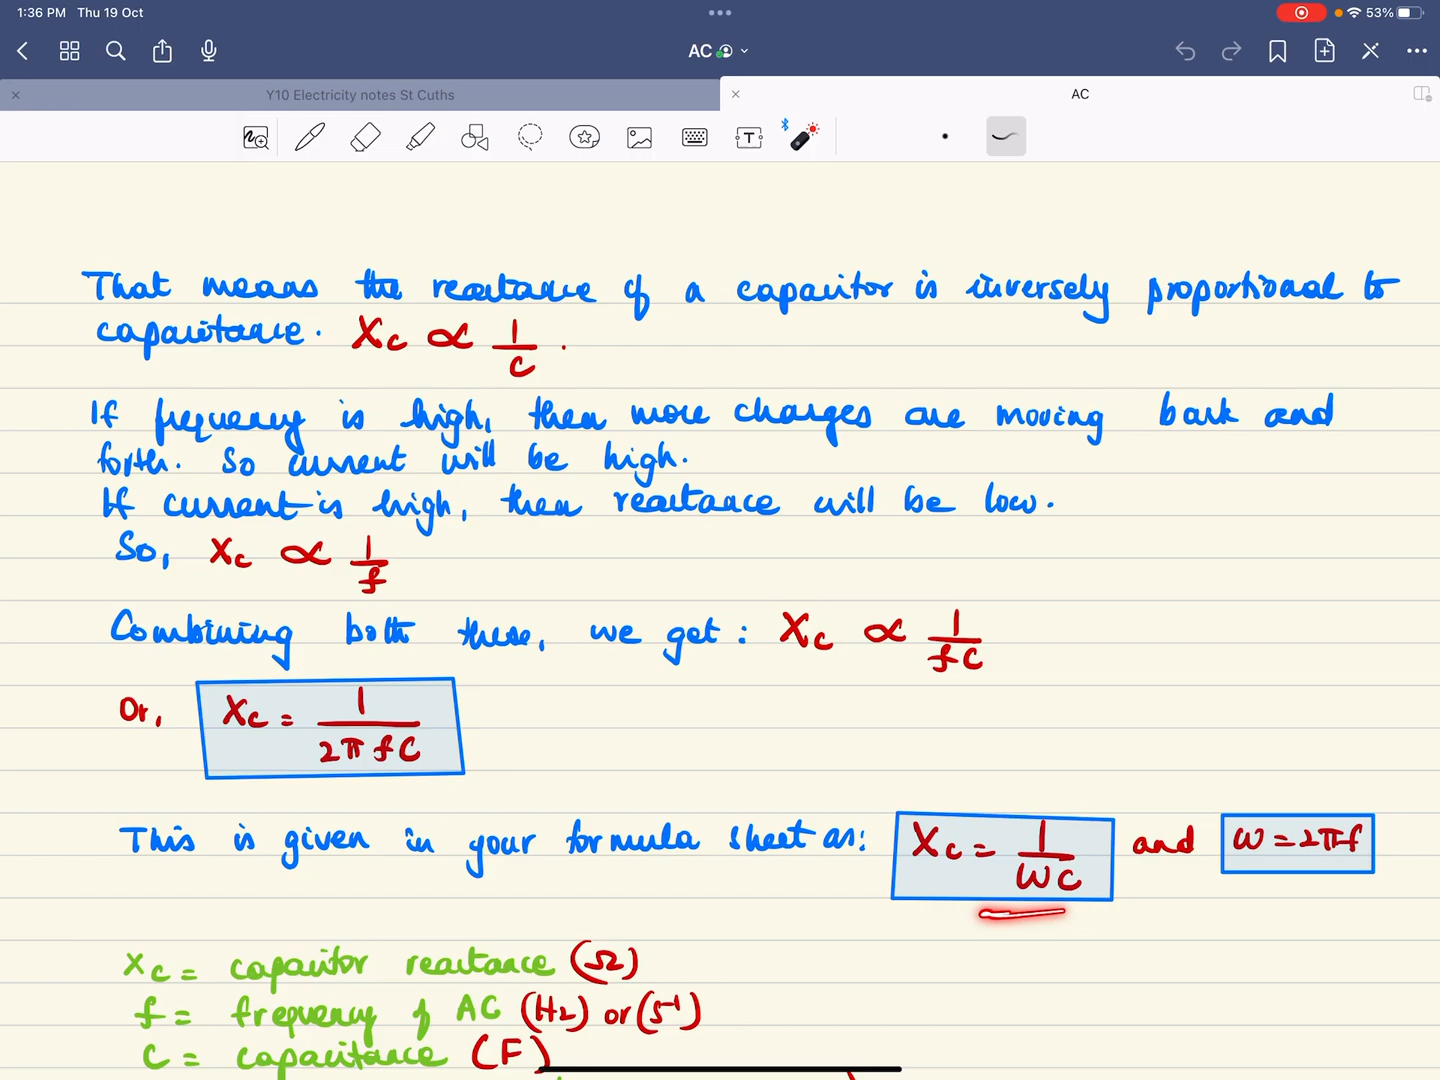 1:36 PM Thu 19 Oct
53%
AC
Y10 Electricity notes St Cuths
AC
That means the reactance of a capacitor is inversely proportional to
capacitance. Xc ∝ 1/C .
If frequency is high, then more charges are moving back and
forth. So current will be high.
If current is high, then reactance will be low.
So, Xc ∝ 1/f
Combining both these, we get: Xc ∝ 1/fC
Or, Xc = 1/2πfC
This is given in your formula sheet as: Xc = 1/ωC and ω = 2πf
Xc = capacitor reactance (Ω)
f = frequency of AC (Hz) or (s⁻¹)
C = capacitance (F)